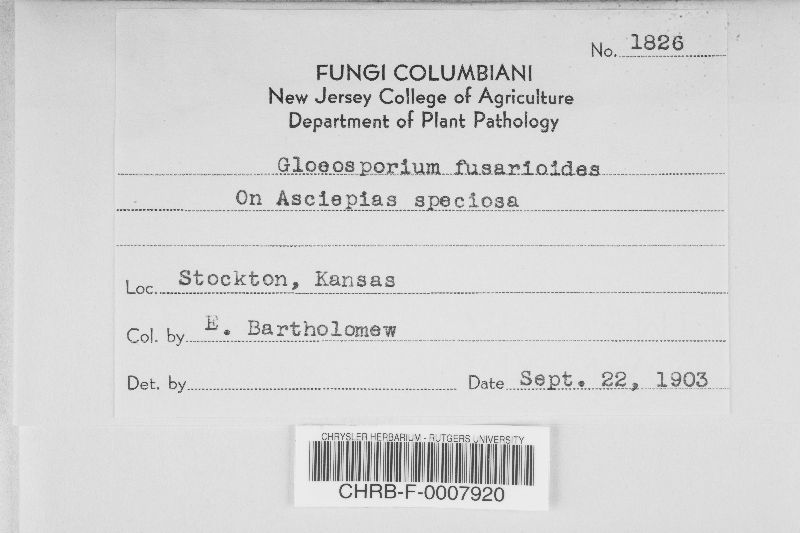 No. 1826
FUNGI COLUMBIANI
New Jersey College of Agriculture
Department of Plant Pathology
Gloeosporium fusarioides
On Asciepias speciosa
Loc. Stockton, Kansas
Col. by E. Bartholomew
Det. by Date Sept. 22, 1903
CHRYSLER HERBARIUM - RUTGERS UNIVERSITY
CHRB-F-0007920